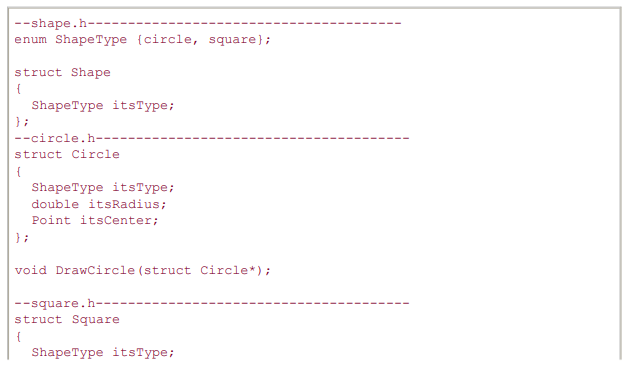 --shape.h---------------------------------------
enum ShapeType {circle, square};
struct Shape
{
  ShapeType itsType;
};
--circle.h---------------------------------------
struct Circle
{
  ShapeType itsType;
  double itsRadius;
  Point itsCenter;
};
void DrawCircle(struct Circle*);
--square.h---------------------------------------
struct Square
{
  ShapeType itsType;